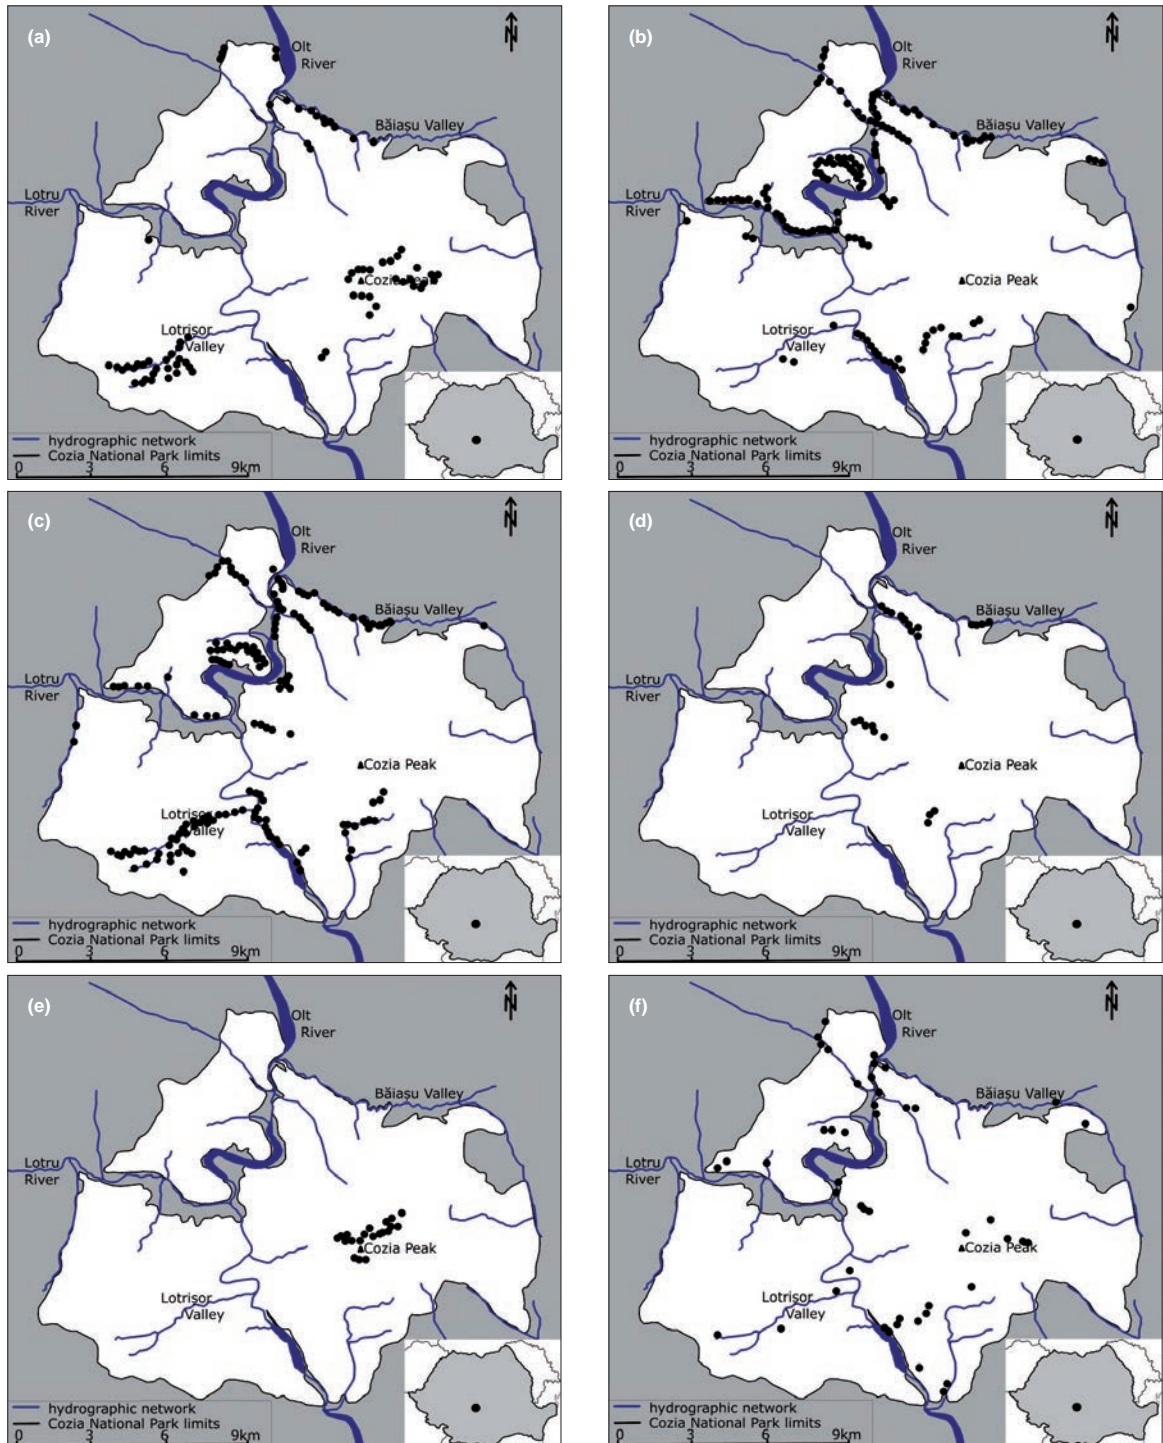 (a)
Olt
River
N
Băiașu Valley
Lotru
River
Cozia Peak
Lotrișor
Valley
hydrographic network
Cozia National Park limits
0 3 6 9km
(b)
Olt
River
N
Băiașu Valley
Lotru
River
Cozia Peak
Lotrișor
Valley
hydrographic network
Cozia National Park limits
0 3 6 9km
(c)
Olt
River
N
Băiașu Valley
Lotru
River
Cozia Peak
Lotrișor
Valley
hydrographic network
Cozia National Park limits
0 3 6 9km
(d)
Olt
River
N
Băiașu Valley
Lotru
River
Cozia Peak
Lotrișor
Valley
hydrographic network
Cozia National Park limits
0 3 6 9km
(e)
Olt
River
N
Băiașu Valley
Lotru
River
Cozia Peak
Lotrișor
Valley
hydrographic network
Cozia National Park limits
0 3 6 9km
(f)
Olt
River
N
Băiașu Valley
Lotru
River
Cozia Peak
Lotrișor
Valley
hydrographic network
Cozia National Park limits
0 3 6 9km